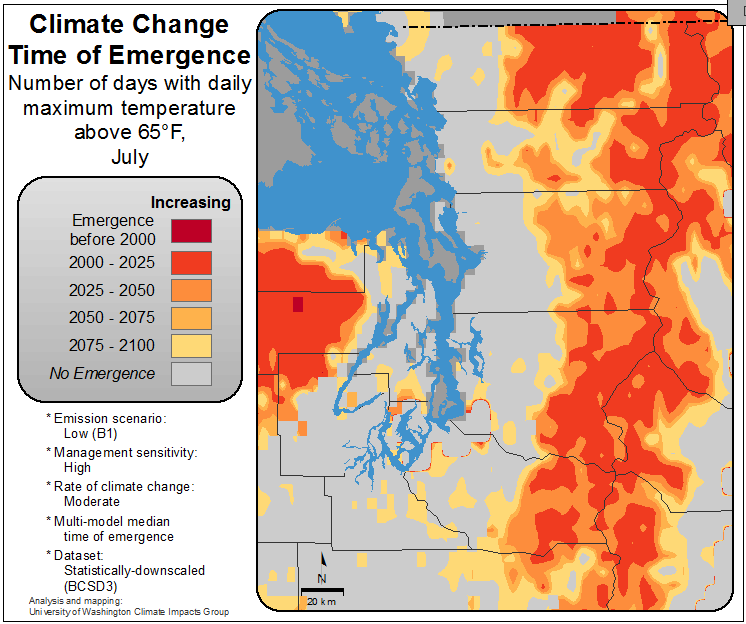 Climate Change
Time of Emergence
Number of days with daily
maximum temperature
above 65°F,
July
Increasing
Emergence
before 2000
2000 - 2025
2025 - 2050
2050 - 2075
2075 - 2100
No Emergence
* Emission scenario:
Low (B1)
* Management sensitivity:
High
* Rate of climate change:
Moderate
* Multi-model median
time of emergence
* Dataset:
Statistically-downscaled
(BCSD3)
Analysis and mapping:
University of Washington Climate Impacts Group
N
20 km